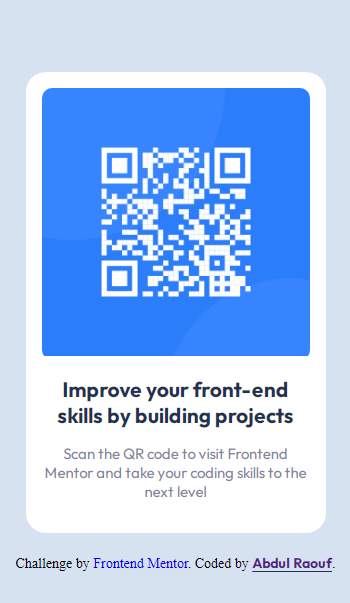 Improve your front-end
skills by building projects
Scan the QR code to visit Frontend
Mentor and take your coding skills to the
next level
Challenge by Frontend Mentor. Coded by Abdul Raouf.